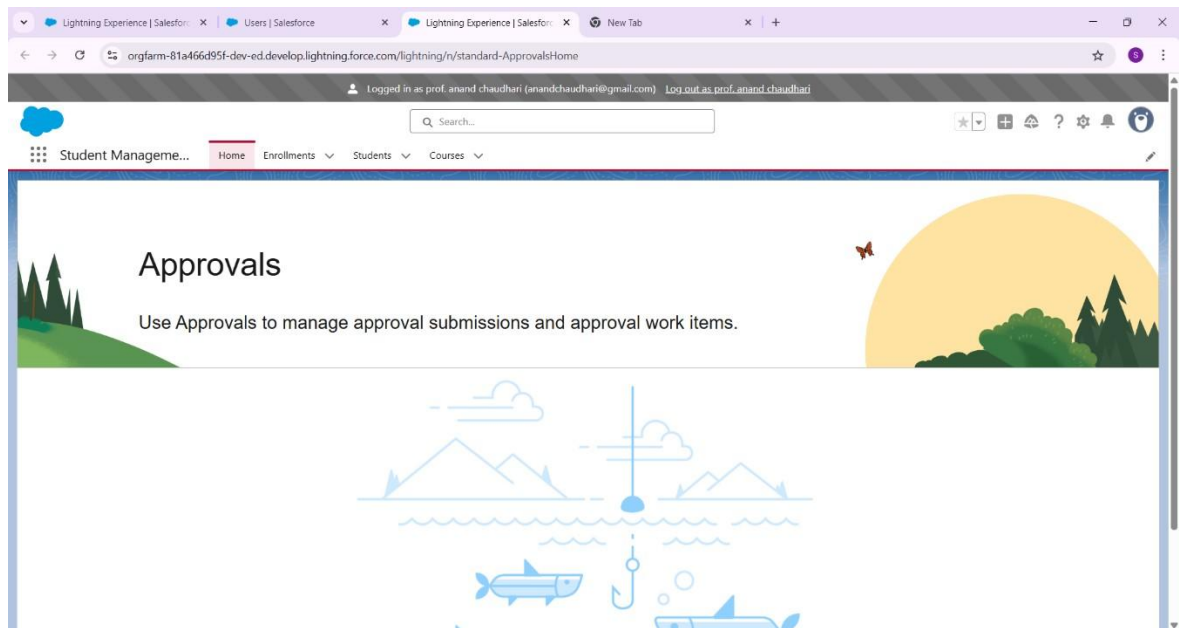 Lightning Experience | Salesforc
Users | Salesforce
Lightning Experience | Salesforc
New Tab
orgfarm-81a466d95f-dev-ed.develop.lightning.force.com/lightning/n/standard-ApprovalsHome
S
Logged in as prof. anand chaudhari (anandchaudhari@gmail.com) Log out as prof. anand chaudhari
Search...
Student Manageme...
Home
Enrollments
Students
Courses
Approvals
Use Approvals to manage approval submissions and approval work items.